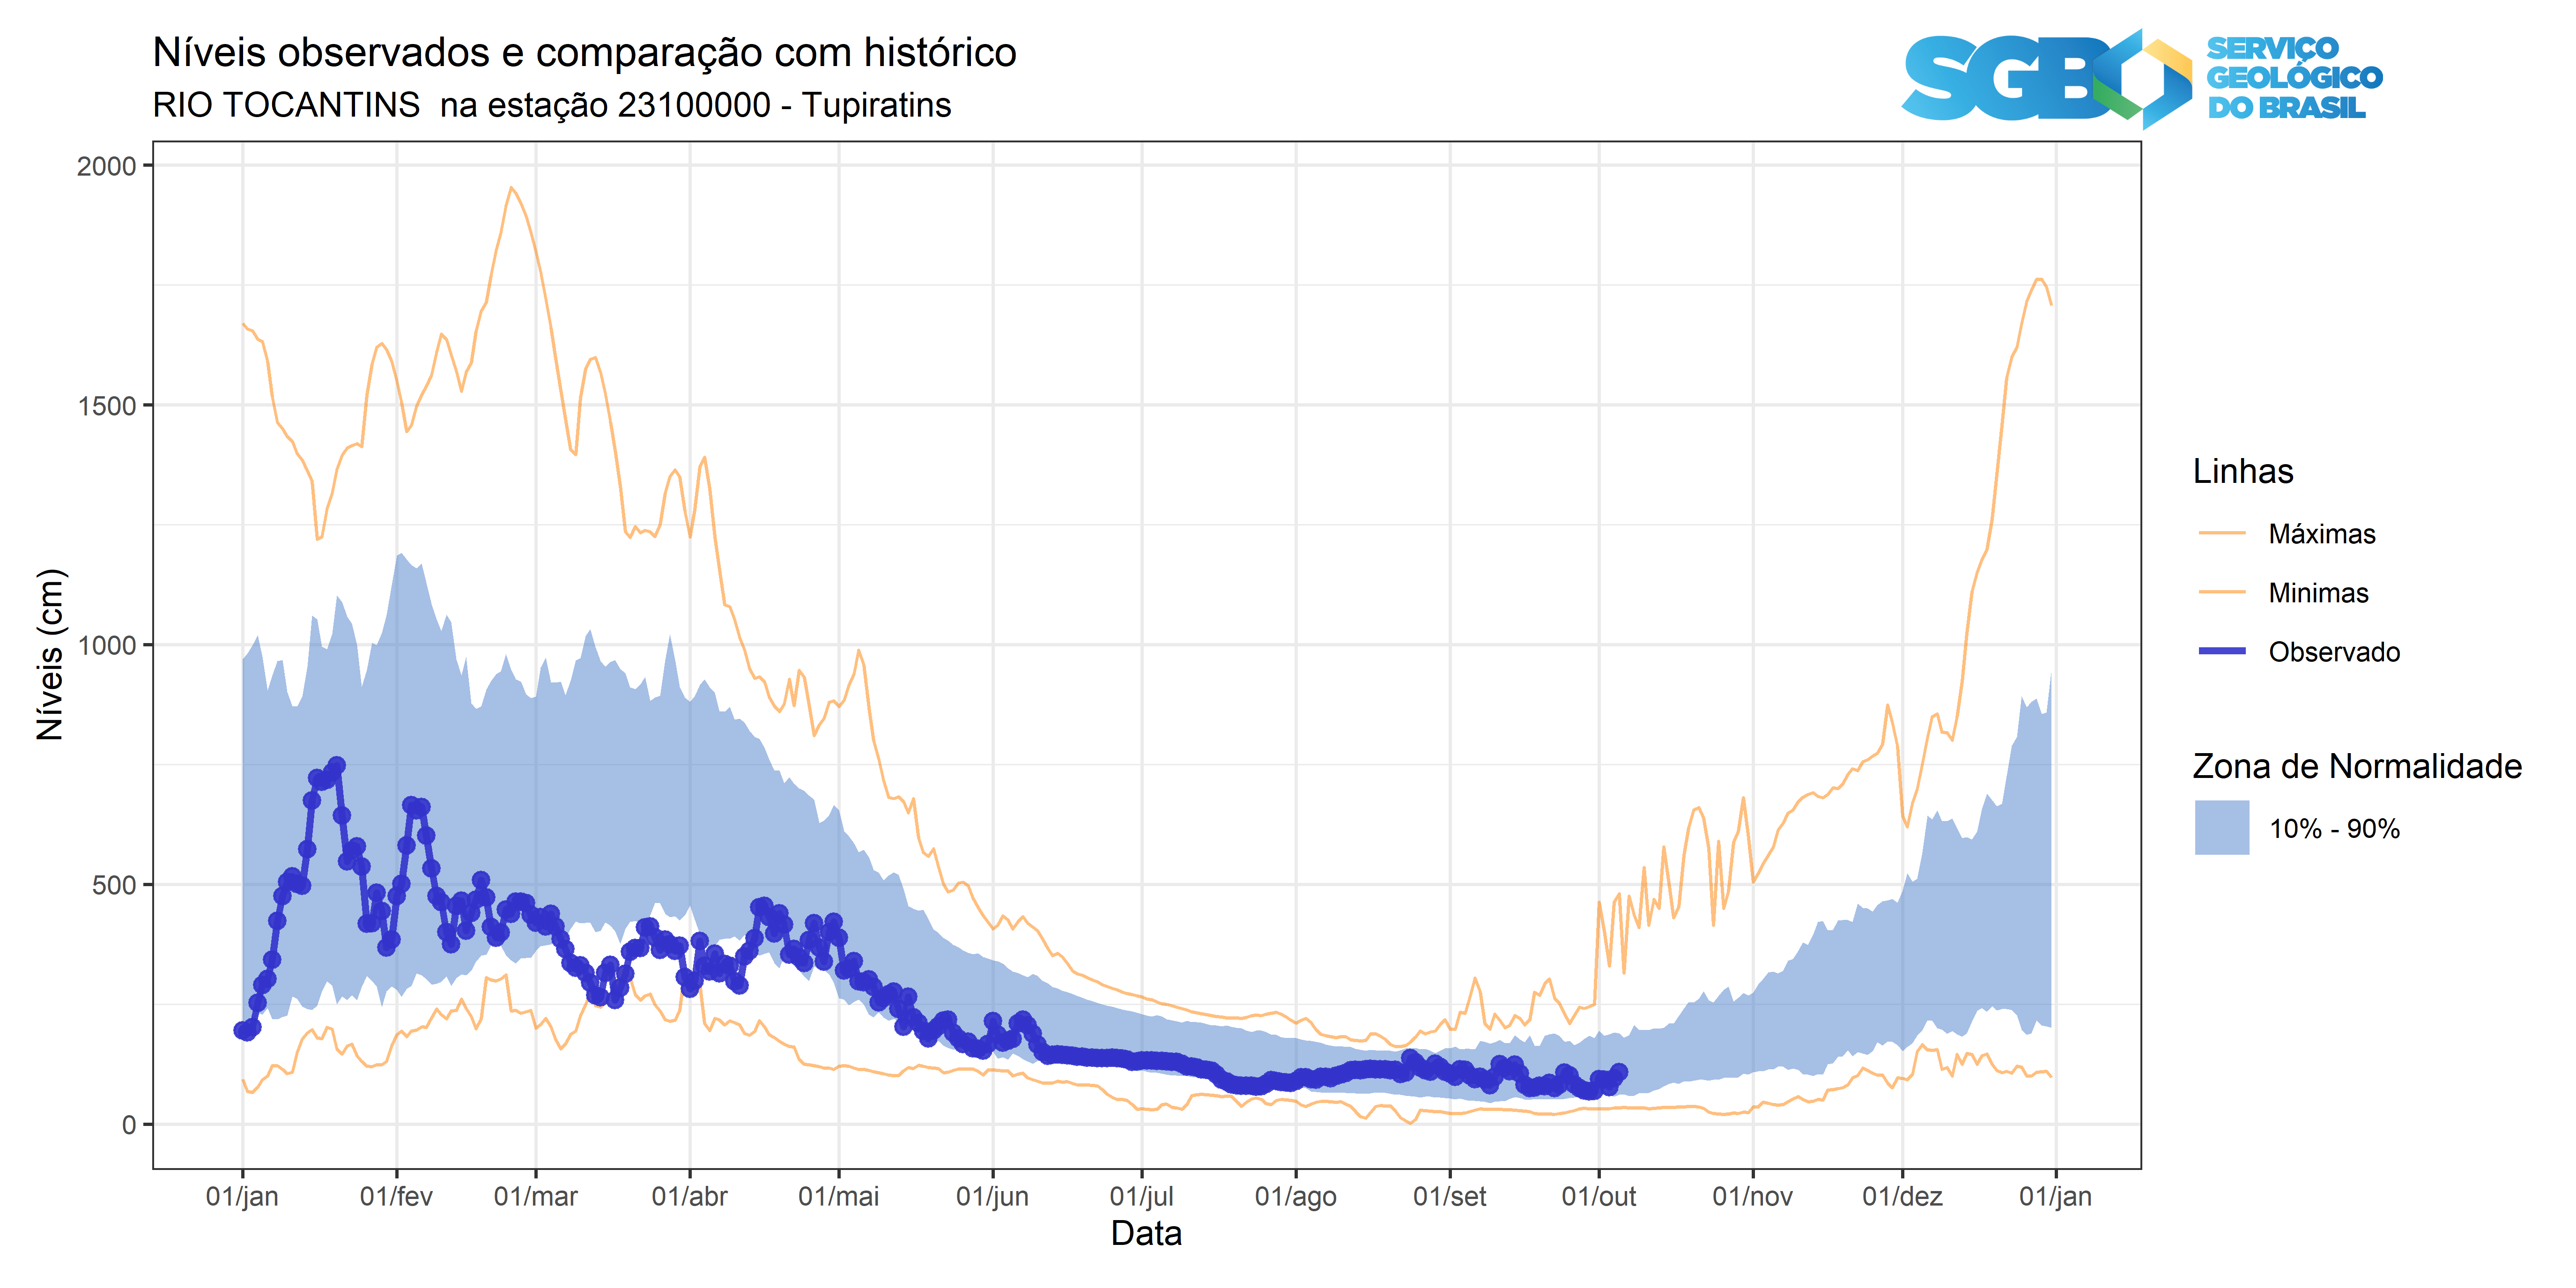 Níveis observados e comparação com histórico
RIO TOCANTINS  na estação 23100000 - Tupiratins
SGB
SERVIÇO
GEOLÓGICO
DO BRASIL
2000
1500
1000
500
0
Níveis (cm)
01/jan
01/fev
01/mar
01/abr
01/mai
01/jun
01/jul
01/ago
01/set
01/out
01/nov
01/dez
01/jan
Data
Linhas
Máximas
Minimas
Observado
Zona de Normalidade
10% - 90%